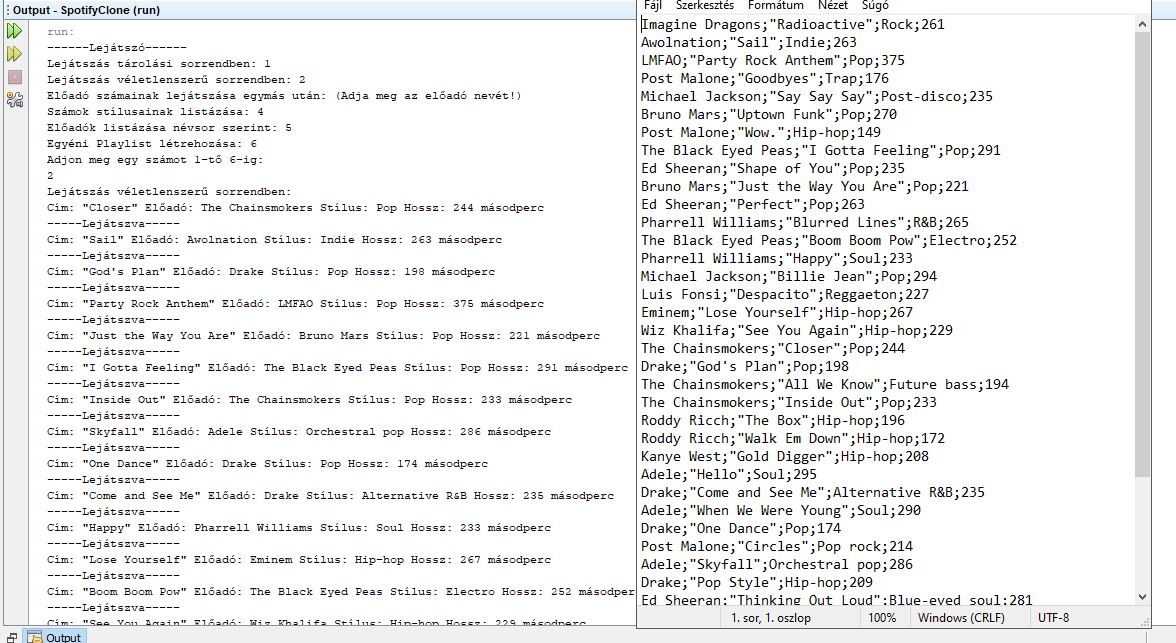 Output - SpotifyClone (run)
run:
------Lejátszó------
Lejátszás tárolási sorrendben: 1
Lejátszás véletlenszerű sorrendben: 2
Előadó számainak lejátszása egymás után: (Adja meg az előadó nevét!)
Számok stílusainak listázása: 4
Előadók listázása névsor szerint: 5
Egyéni Playlist létrehozása: 6
Adjon meg egy számot 1-tő 6-ig:
2
Lejátszás véletlenszerű sorrendben:
Cím: "Closer" Előadó: The Chainsmokers Stílus: Pop Hossz: 244 másodperc
-----Lejátszva-----
Cím: "Sail" Előadó: Awolnation Stílus: Indie Hossz: 263 másodperc
-----Lejátszva-----
Cím: "God's Plan" Előadó: Drake Stílus: Pop Hossz: 198 másodperc
-----Lejátszva-----
Cím: "Party Rock Anthem" Előadó: LMFAO Stílus: Pop Hossz: 375 másodperc
-----Lejátszva-----
Cím: "Just the Way You Are" Előadó: Bruno Mars Stílus: Pop Hossz: 221 másodperc
-----Lejátszva-----
Cím: "I Gotta Feeling" Előadó: The Black Eyed Peas Stílus: Pop Hossz: 291 másodperc
-----Lejátszva-----
Cím: "Inside Out" Előadó: The Chainsmokers Stílus: Pop Hossz: 233 másodperc
-----Lejátszva-----
Cím: "Skyfall" Előadó: Adele Stílus: Orchestral pop Hossz: 286 másodperc
-----Lejátszva-----
Cím: "One Dance" Előadó: Drake Stílus: Pop Hossz: 174 másodperc
-----Lejátszva-----
Cím: "Come and See Me" Előadó: Drake Stílus: Alternative R&B Hossz: 235 másodperc
-----Lejátszva-----
Cím: "Happy" Előadó: Pharrell Williams Stílus: Soul Hossz: 233 másodperc
-----Lejátszva-----
Cím: "Lose Yourself" Előadó: Eminem Stílus: Hip-hop Hossz: 267 másodperc
-----Lejátszva-----
Cím: "Boom Boom Pow" Előadó: The Black Eyed Peas Stílus: Electro Hossz: 252 másodper
-----Lejátszva-----
Cím: "See You Again" Előadó: Wiz Khalifa Stílus: Hip-hop Hossz: 229 másodperc
Output
Fájl Szerkesztés Formátum Nézet Súgó
Imagine Dragons;"Radioactive";Rock;261
Awolnation;"Sail";Indie;263
LMFAO;"Party Rock Anthem";Pop;375
Post Malone;"Goodbyes";Trap;176
Michael Jackson;"Say Say Say";Post-disco;235
Bruno Mars;"Uptown Funk";Pop;270
Post Malone;"Wow.";Hip-hop;149
The Black Eyed Peas;"I Gotta Feeling";Pop;291
Ed Sheeran;"Shape of You";Pop;235
Bruno Mars;"Just the Way You Are";Pop;221
Ed Sheeran;"Perfect";Pop;263
Pharrell Williams;"Blurred Lines";R&B;265
The Black Eyed Peas;"Boom Boom Pow";Electro;252
Pharrell Williams;"Happy";Soul;233
Michael Jackson;"Billie Jean";Pop;294
Luis Fonsi;"Despacito";Reggaeton;227
Eminem;"Lose Yourself";Hip-hop;267
Wiz Khalifa;"See You Again";Hip-hop;229
The Chainsmokers;"Closer";Pop;244
Drake;"God's Plan";Pop;198
The Chainsmokers;"All We Know";Future bass;194
The Chainsmokers;"Inside Out";Pop;233
Roddy Ricch;"The Box";Hip-hop;196
Roddy Ricch;"Walk Em Down";Hip-hop;172
Kanye West;"Gold Digger";Hip-hop;208
Adele;"Hello";Soul;295
Drake;"Come and See Me";Alternative R&B;235
Adele;"When We Were Young";Soul;290
Drake;"One Dance";Pop;174
Post Malone;"Circles";Pop rock;214
Adele;"Skyfall";Orchestral pop;286
Drake;"Pop Style";Hip-hop;209
Ed Sheeran;"Thinking Out Loud";Blue-eyed soul;281
1. sor, 1. oszlop 100% Windows (CRLF) UTF-8